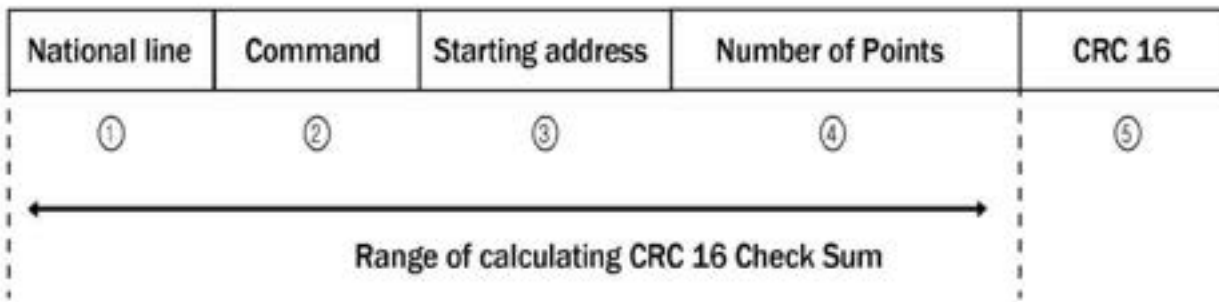 National line Command Starting address Number of Points CRC 16
① ② ③ ④ ⑤
Range of calculating CRC 16 Check Sum